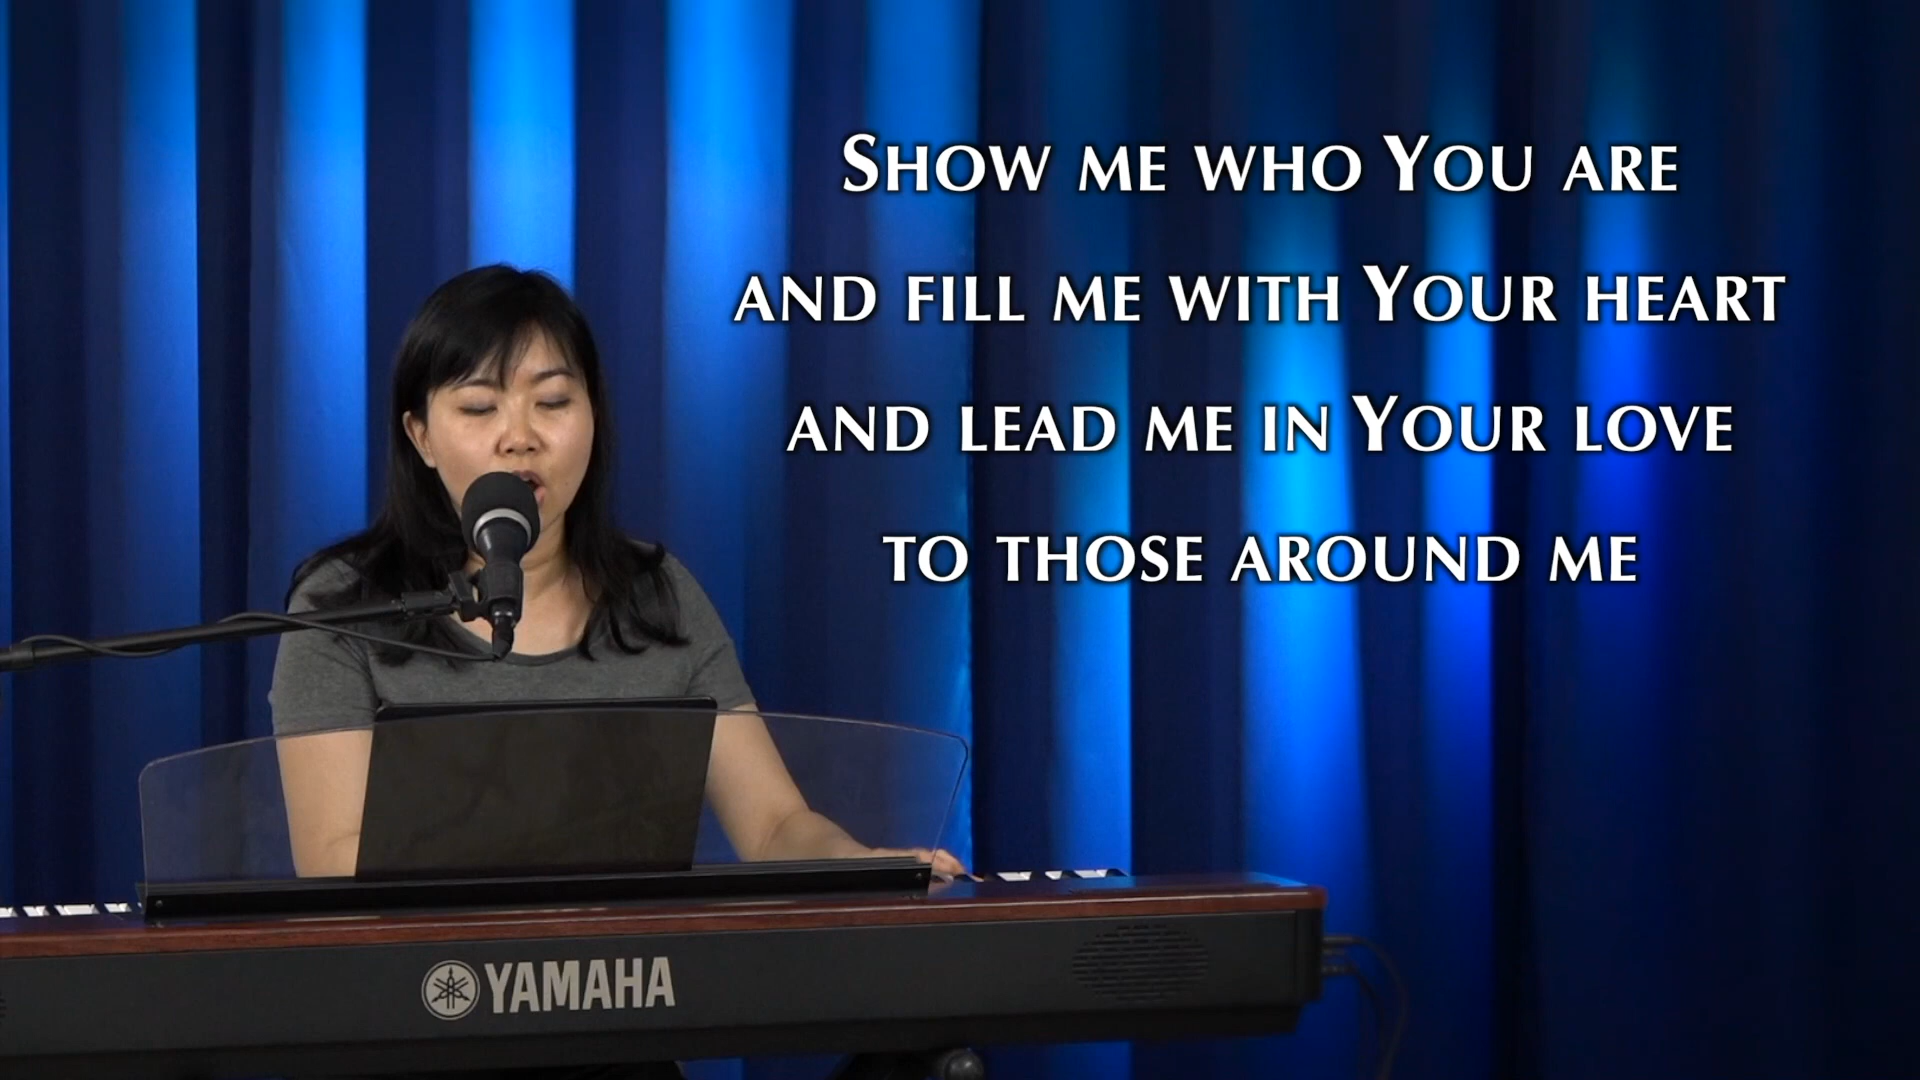 Show me who You are
and fill me with Your heart
and lead me in Your love
to those around me
YAMAHA